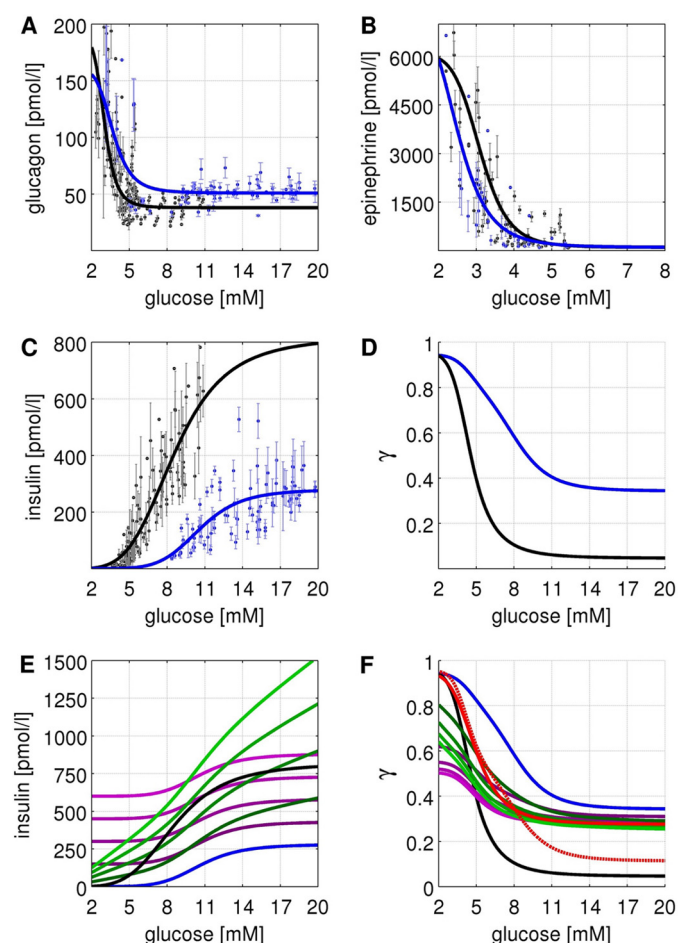 A
glucagon [pmol/l]
200
150
100
50
2 5 8 11 14 17 20
glucose [mM]
B
epinephrine [pmol/l]
6000
4500
3000
1500
2 3 4 5 6 7 8
glucose [mM]
C
insulin [pmol/l]
800
600
400
200
2 5 8 11 14 17 20
glucose [mM]
D
γ
1
0.8
0.6
0.4
0.2
2 5 8 11 14 17 20
glucose [mM]
E
insulin [pmol/l]
1500
1250
1000
750
500
250
0
2 5 8 11 14 17 20
glucose [mM]
F
γ
1
0.8
0.6
0.4
0.2
0
2 5 8 11 14 17 20
glucose [mM]